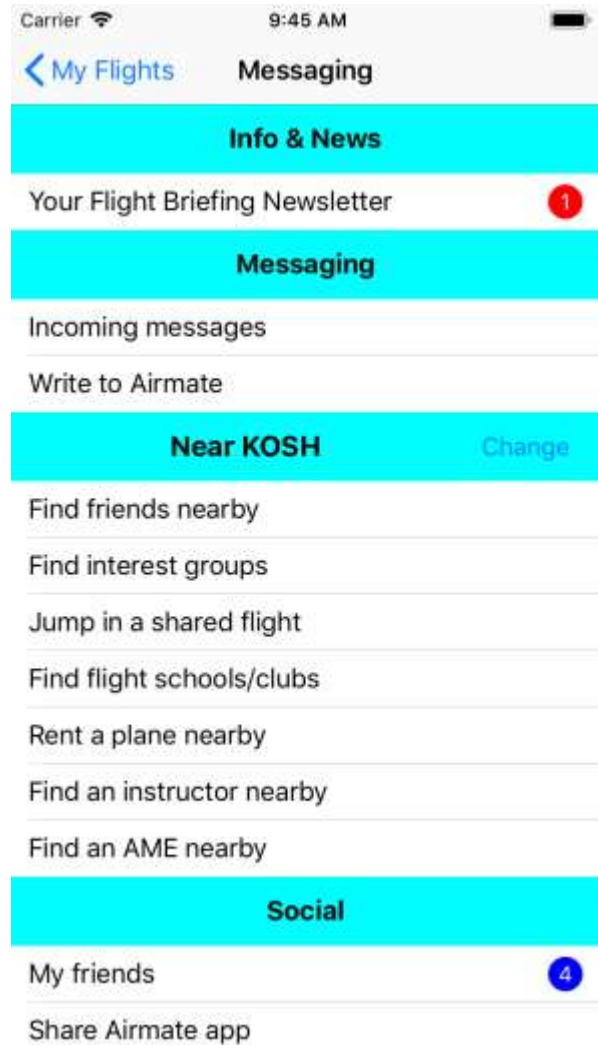 Carrier 9:45 AM
My Flights Messaging
Info & News
Your Flight Briefing Newsletter 1
Messaging
Incoming messages
Write to Airmate
Near KOSH Change
Find friends nearby
Find interest groups
Jump in a shared flight
Find flight schools/clubs
Rent a plane nearby
Find an instructor nearby
Find an AME nearby
Social
My friends 4
Share Airmate app